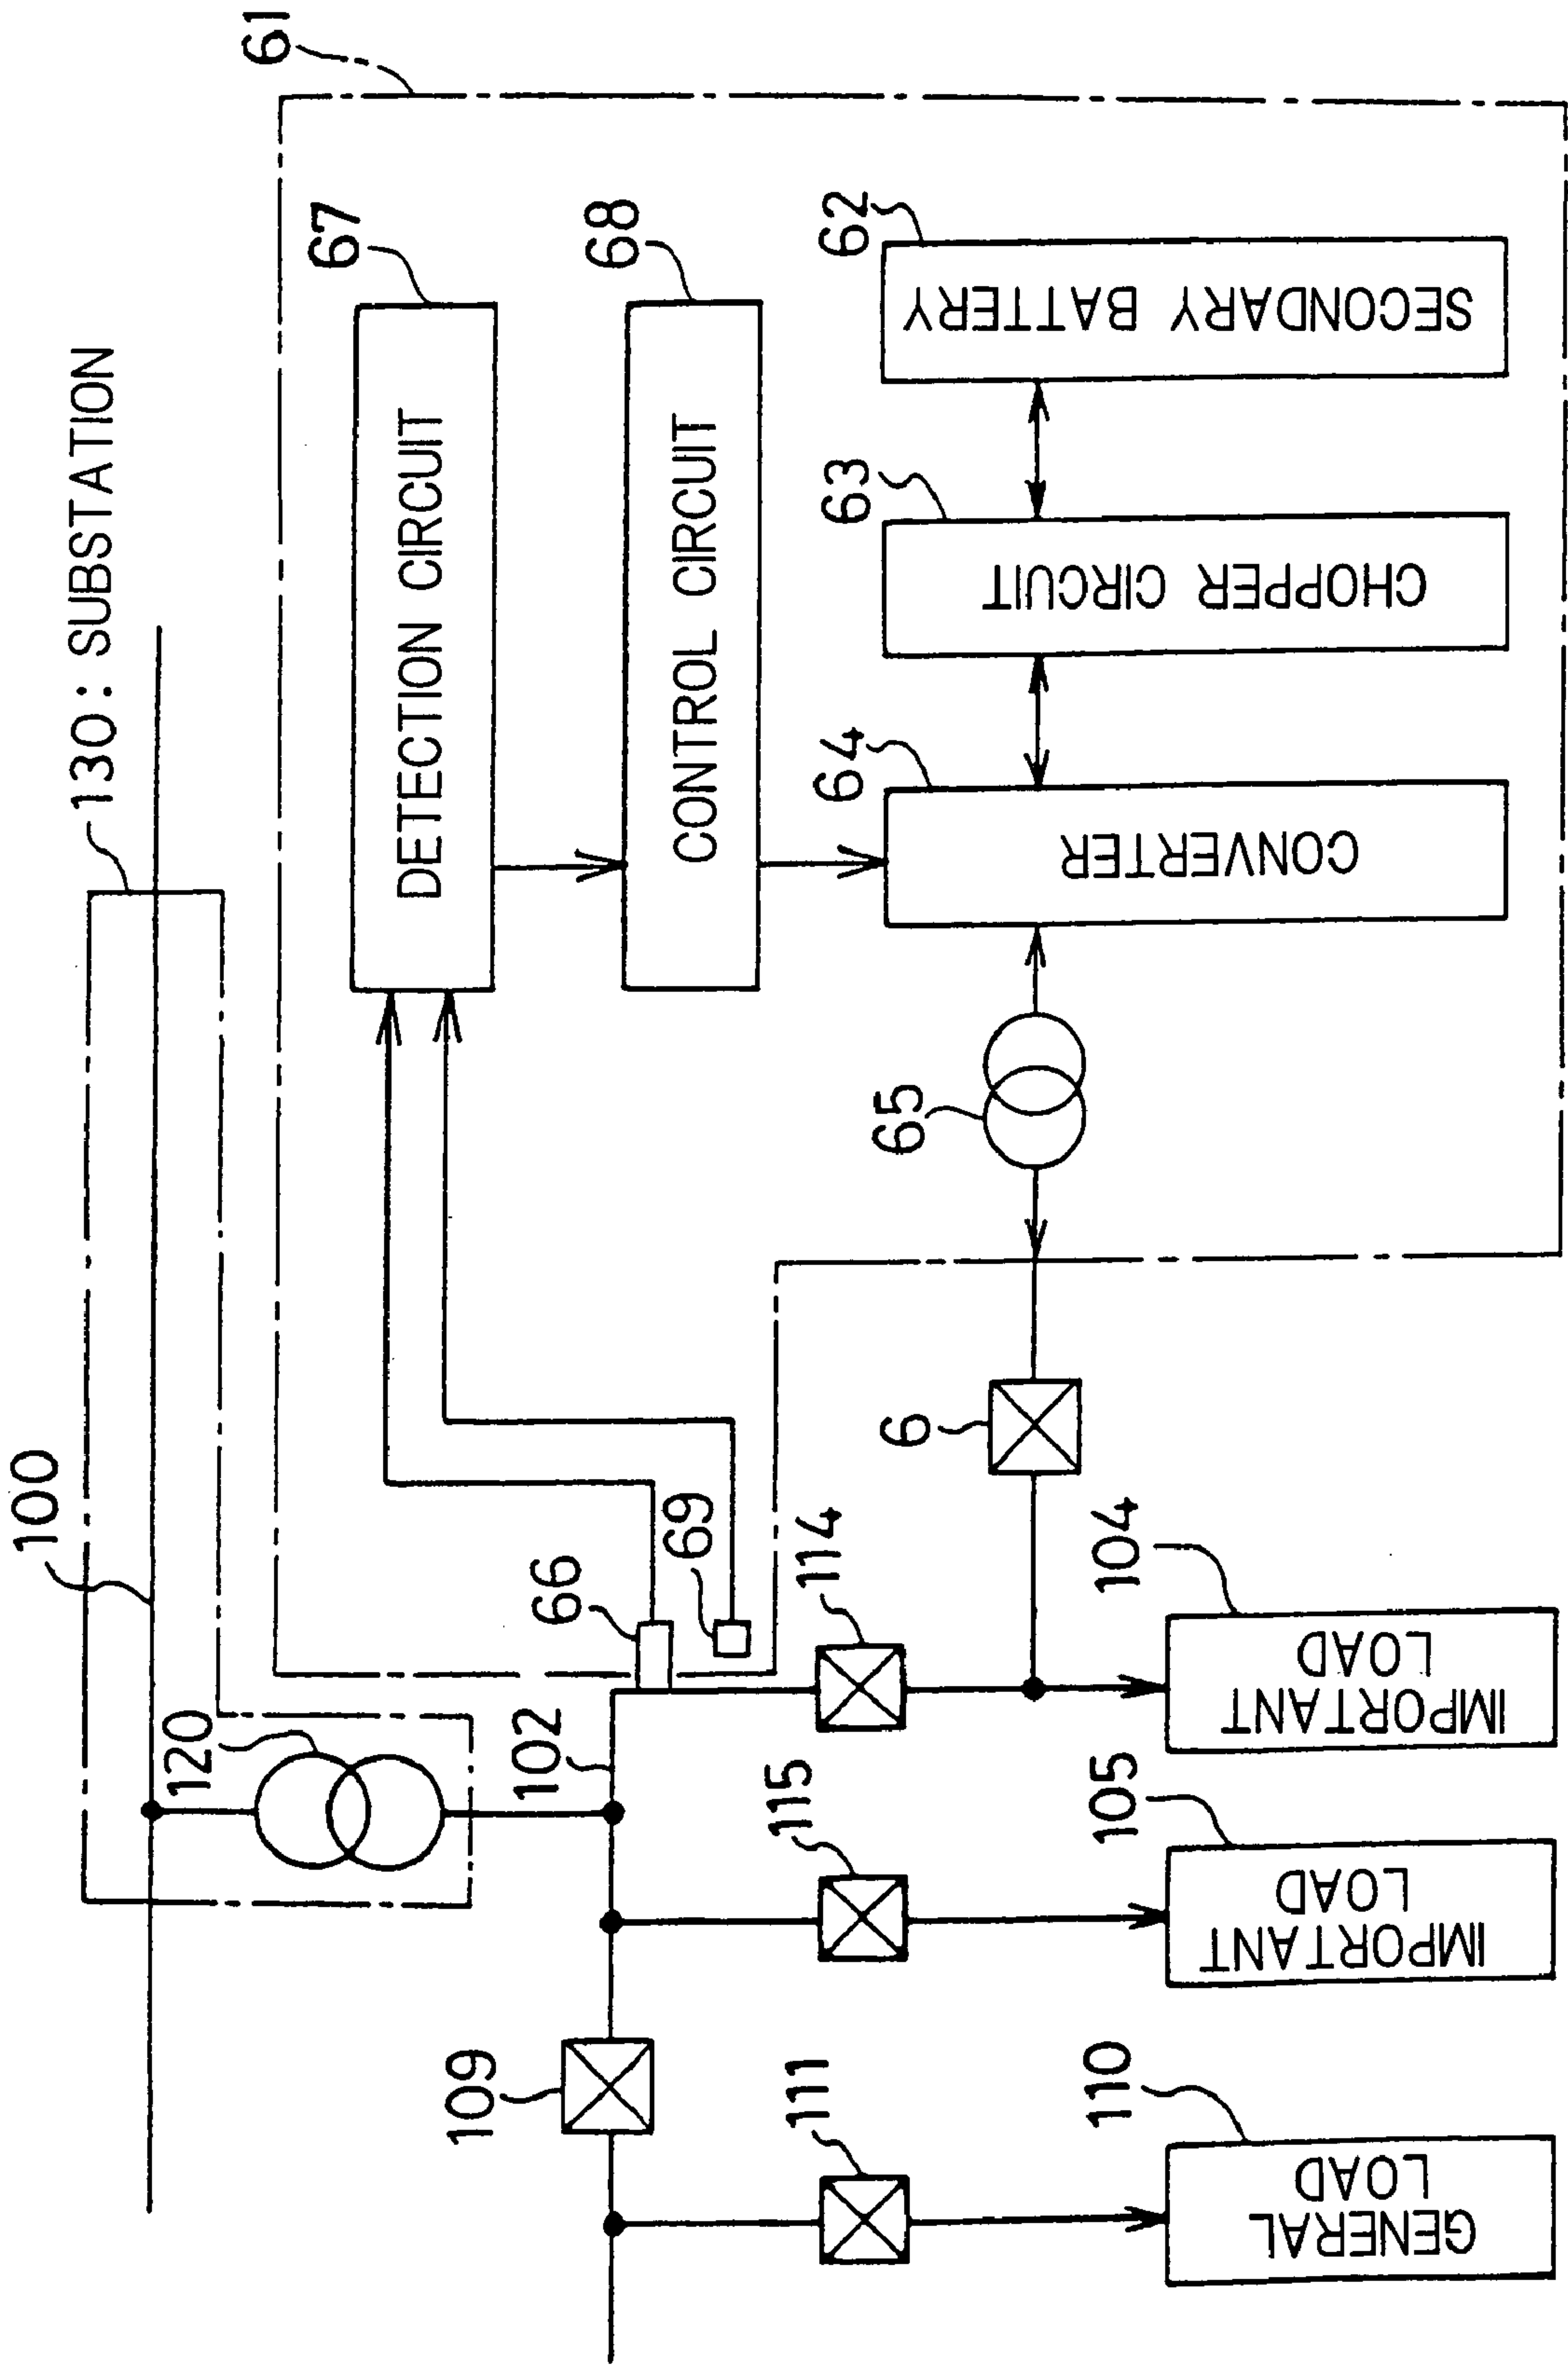 61
130: SUBSTATION
100
67
DETECTION CIRCUIT
68
CONTROL CIRCUIT
62
SECONDARY BATTERY
63
CHOPPER CIRCUIT
64
CONVERTER
65
6
66
69
120
102
114
104
IMPORTANT
LOAD
115
105
IMPORTANT
LOAD
109
111
110
GENERAL
LOAD